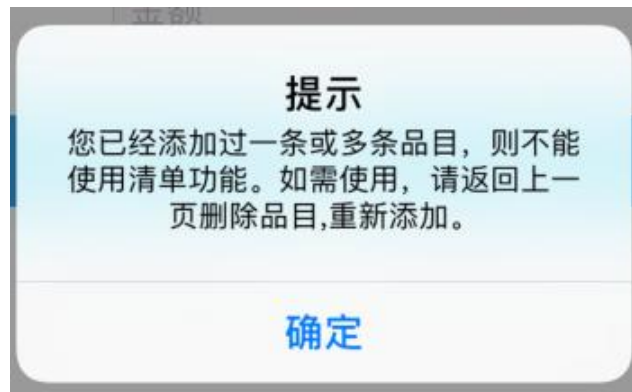 金额
提示
您已经添加过一条或多条品目，则不能
使用清单功能。如需使用，请返回上一
页删除品目,重新添加。
确定